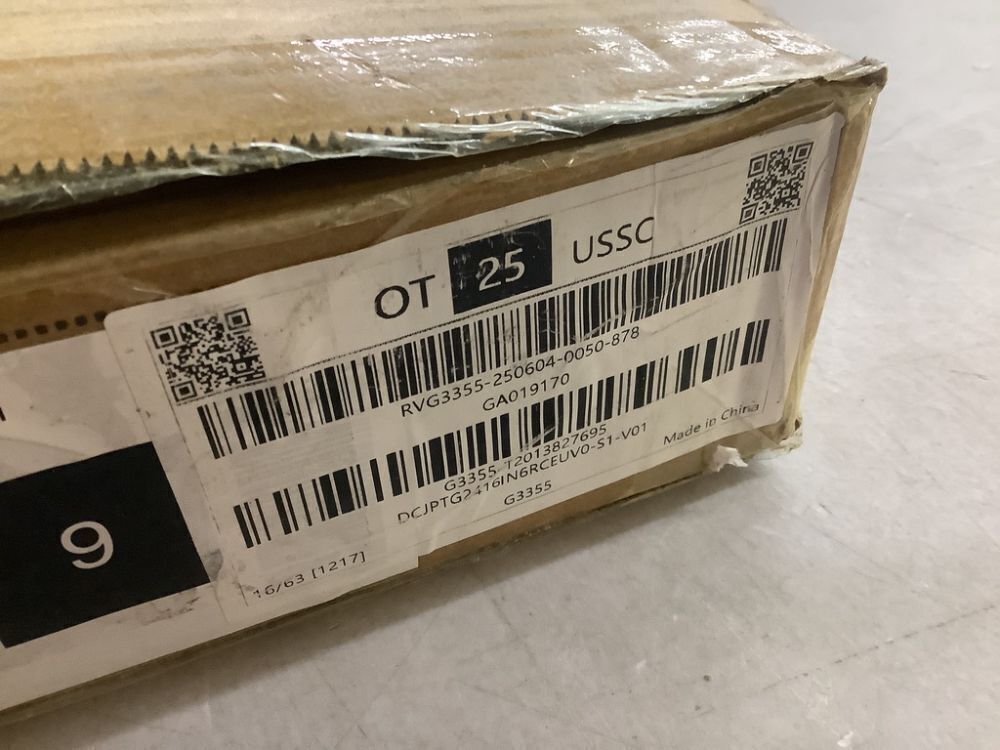 OT 25 USSC
RVG3355-250604-0050-878
GA019170
G3355-T2013827695
DCJPTG2416IN6RCEUV0-S1-V01
G3355
Made in China
16/63 [1217]
9